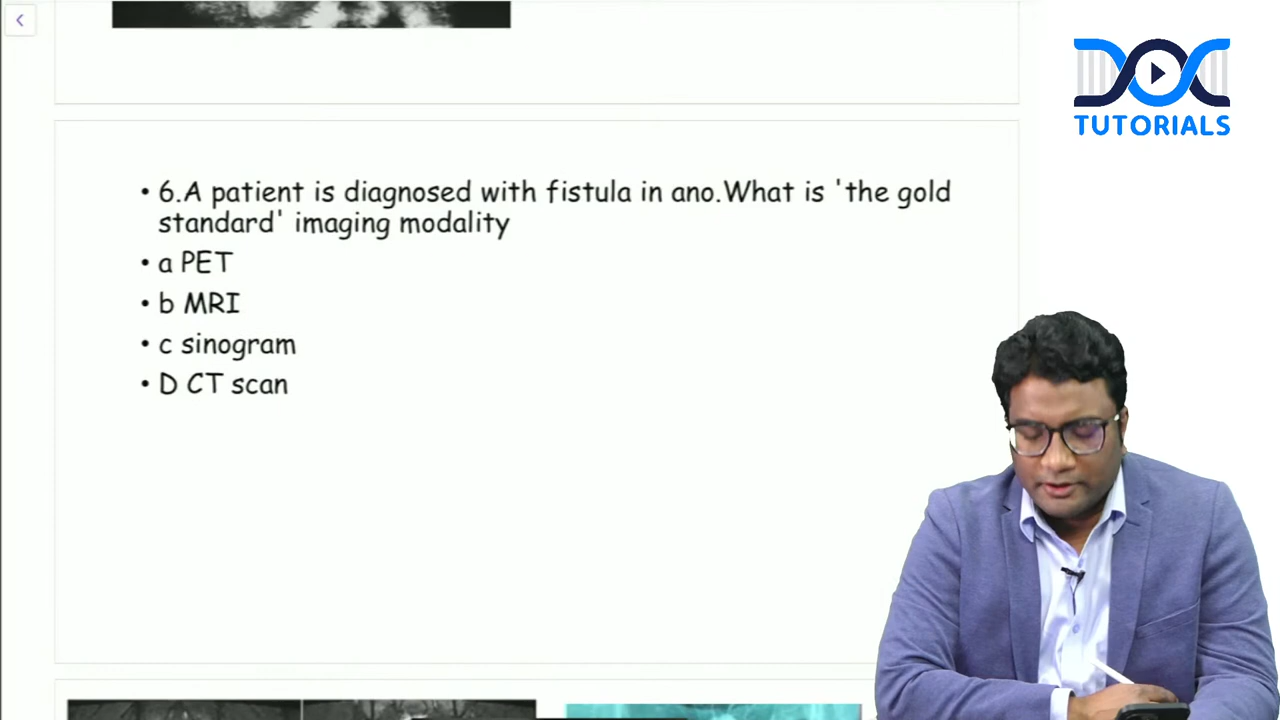 TUTORIALS
• 6.A patient is diagnosed with fistula in ano.What is 'the gold
standard' imaging modality
• a PET
• b MRI
• c sinogram
• D CT scan